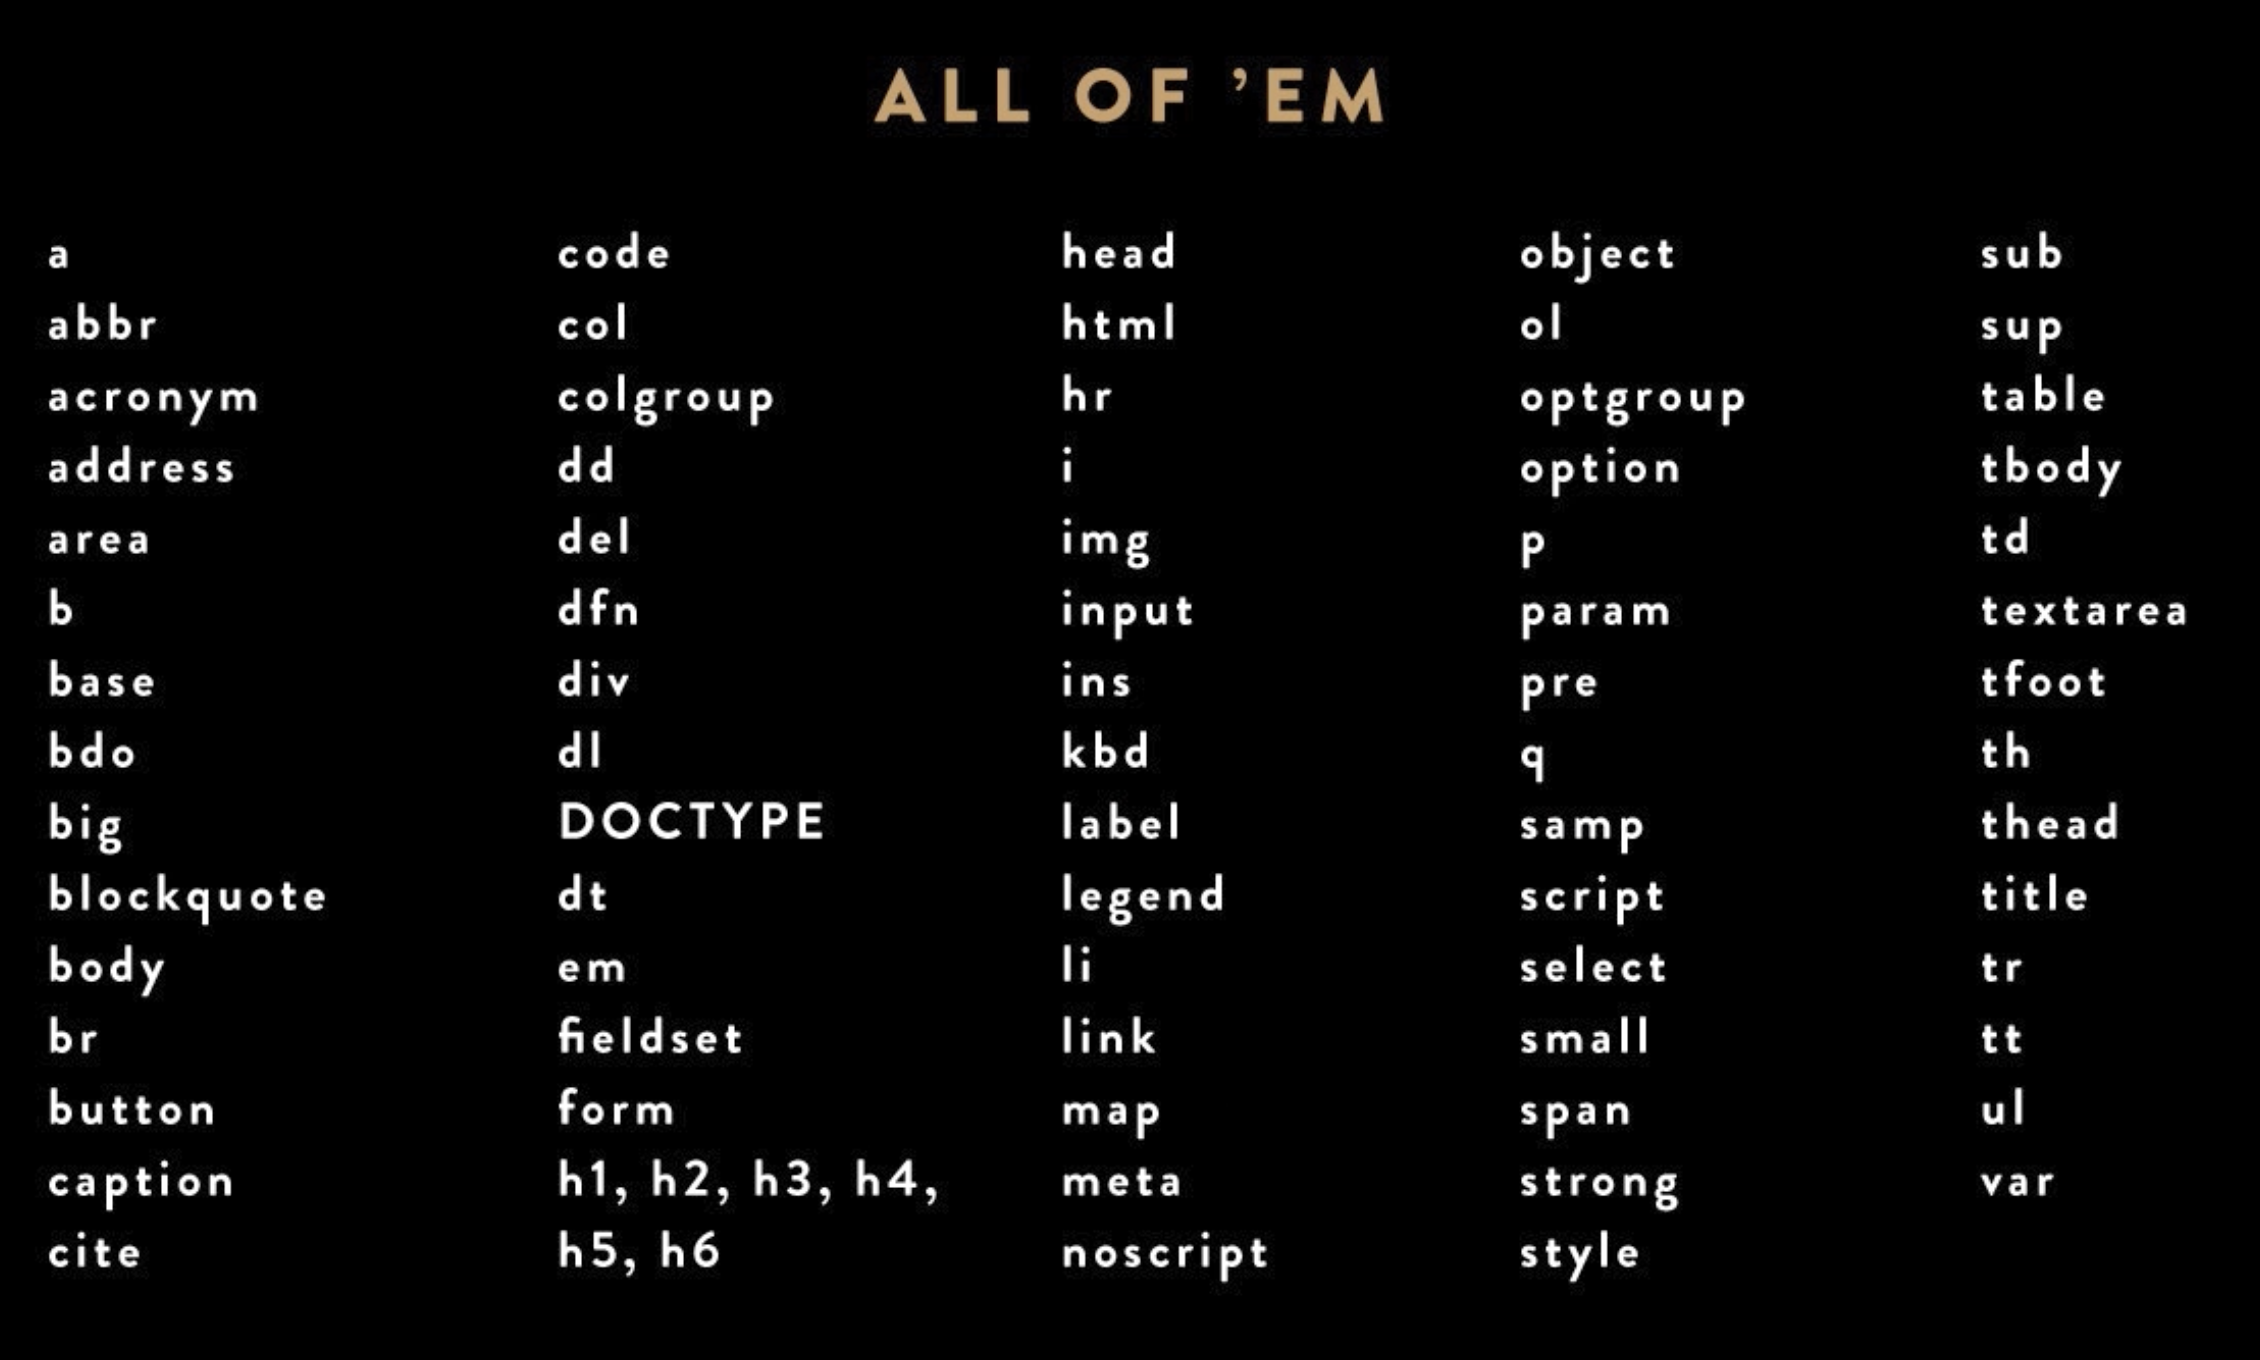 ALL OF ’EM
a
abbr
acronym
address
area
b
base
bdo
big
blockquote
body
br
button
caption
cite
code
col
colgroup
dd
del
dfn
div
dl
DOCTYPE
dt
em
fieldset
form
h1, h2, h3, h4,
h5, h6
head
html
hr
i
img
input
ins
kbd
label
legend
li
link
map
meta
noscript
object
ol
optgroup
option
p
param
pre
q
samp
script
select
small
span
strong
style
sub
sup
table
tbody
td
textarea
tfoot
th
thead
title
tr
tt
ul
var